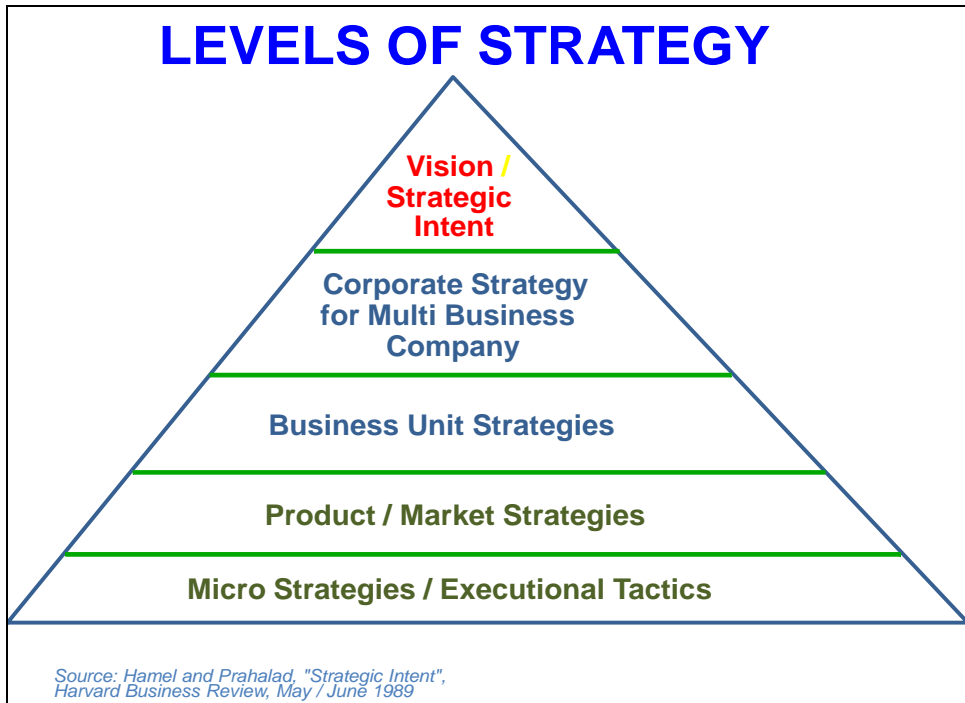 LEVELS OF STRATEGY
Vision /
Strategic
Intent
Corporate Strategy
for Multi Business
Company
Business Unit Strategies
Product / Market Strategies
Micro Strategies / Executional Tactics
Source: Hamel and Prahalad, "Strategic Intent",
Harvard Business Review, May / June 1989